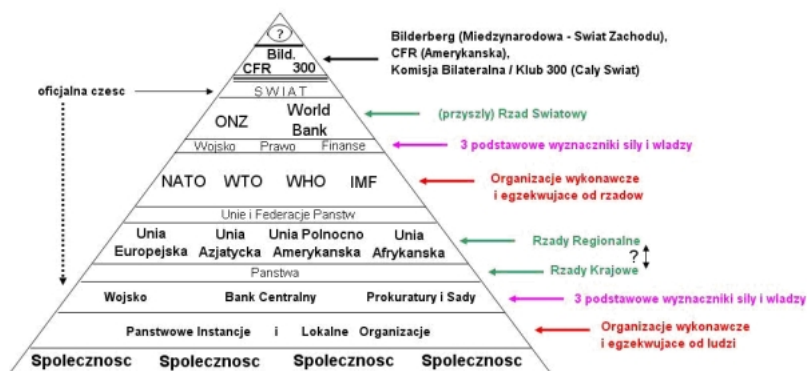 ?
Bild.
CFR 300
Bilderberg (Miedzynarodowa - Swiat Zachodu),
CFR (Amerykanska),
Komisja Bilateralna / Klub 300 (Caly Swiat)
oficjalna czesc
SWIAT
ONZ World
Bank
(przyszly) Rzad Swiatowy
Wojsko Prawo Finanse
3 podstawowe wyznaczniki sily i wladzy
NATO WTO WHO IMF
Organizacje wykonawcze
i egzekwujace od rzadow
Unie i Federacje Panstw
Unia Unia Unia Polnocno Unia
Europejska Azjatycka Amerykanska Afrykanska
Rzady Regionalne
?
Rzady Krajowe
Panstwa
Wojsko Bank Centralny Prokuratury i Sady
3 podstawowe wyznaczniki sily i wladzy
Panstwowe Instancje i Lokalne Organizacje
Organizacje wykonawcze
i egzekwujace od ludzi
Spolecznosc Spolecznosc Spolecznosc Spolecznosc